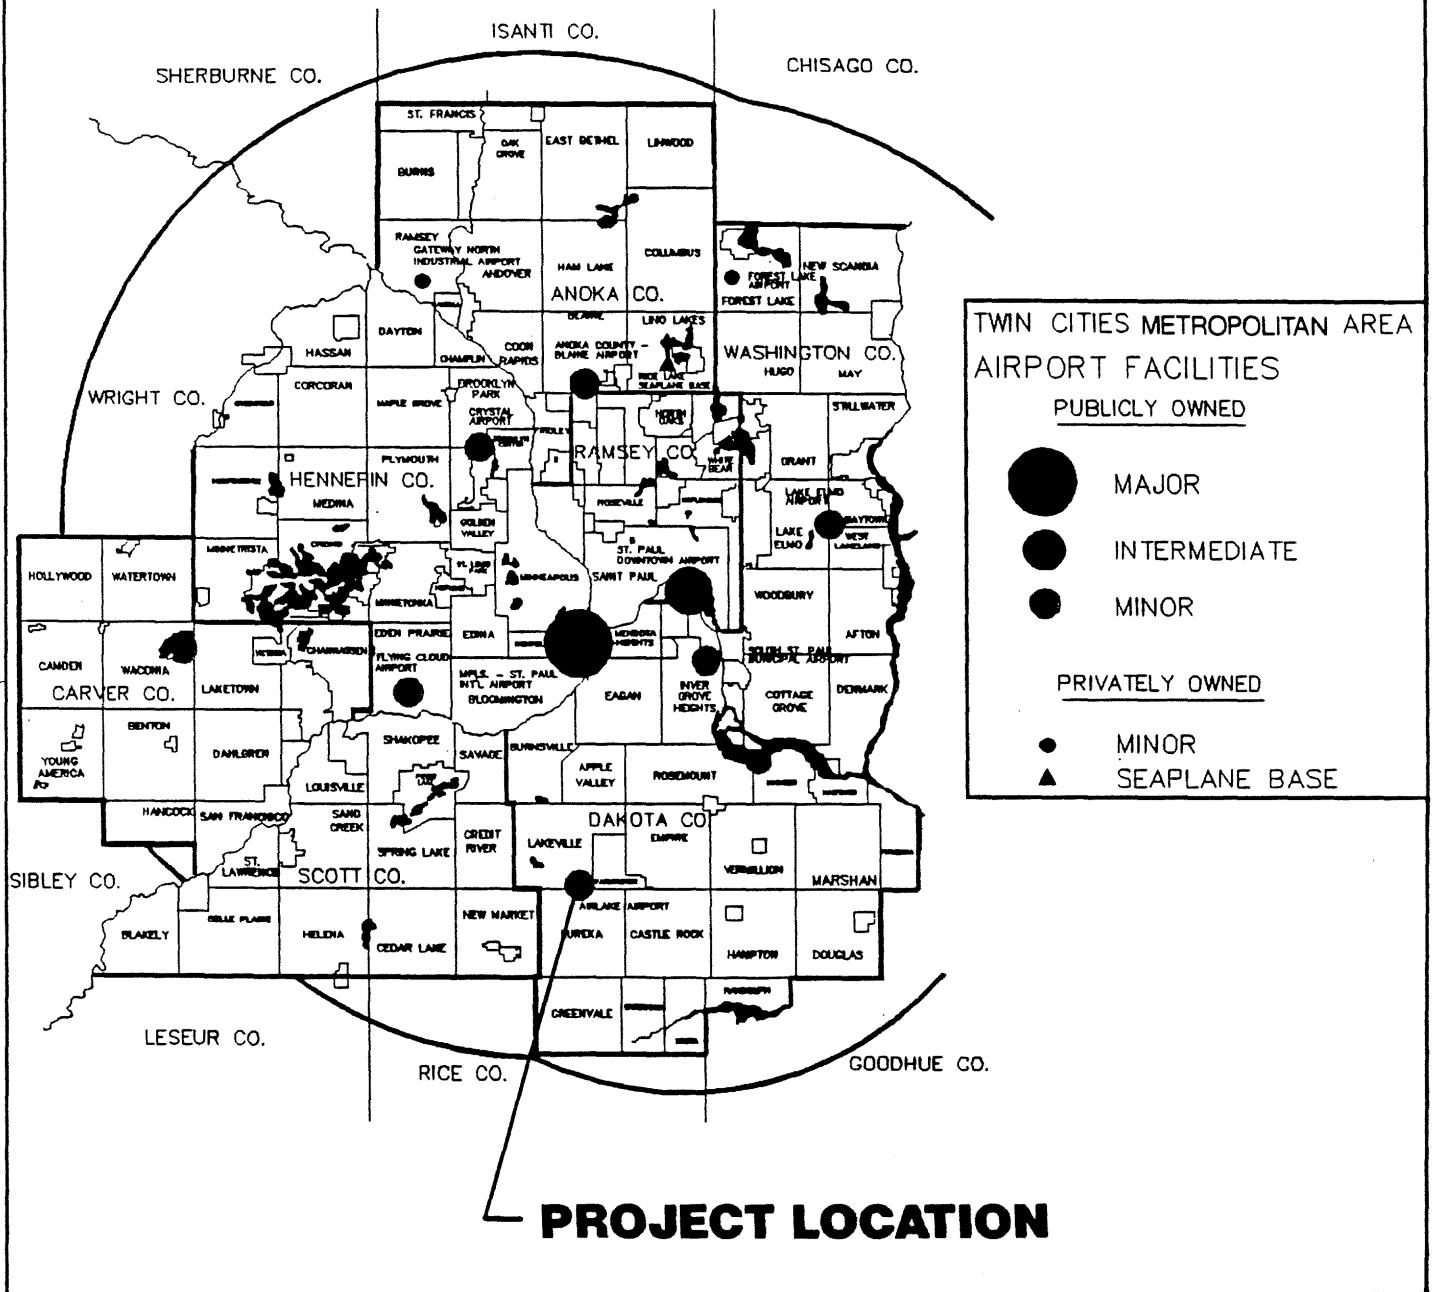 ISANTI CO.
SHERBURNE CO.
CHISAGO CO.
ST. FRANCIS
OAK
GROVE
EAST BETHEL
LINWOOD
BURNS
RAMSEY
GATEWAY NORTH
INDUSTRIAL AIRPORT
ANDOVER
HAM LAKE
COLUMBUS
NEW SCANDIA
FOREST LAKE
AIRPORT
FOREST LAKE
ANOKA CO.
BLAINE
LINO LAKES
DAYTON
HASSAN
CHAMPLIN
COON
RAPIDS
ANOKA COUNTY -
BLAINE AIRPORT
RICE LAKE
SEAPLANE BASE
WASHINGTON CO.
HUGO
MAY
CORCORAN
WRIGHT CO.
MAPLE GROVE
BROOKLYN
PARK
CRYSTAL
AIRPORT
NORTH
OAKS
STILLWATER
RAMSEY CO.
WHITE
BEAR
GRANT
PLYMOUTH
HENNEPIN CO.
MEDINA
GOLDEN
VALLEY
ROSEVILLE
LAKE ELMO
AIRPORT
BAYTOWN
LAKE
ELMO
WEST
LAKELAND
MINNETRISTA
ORONO
ST. LOUIS
PARK
MINNEAPOLIS
ST. PAUL
DOWNTOWN AIRPORT
SAINT PAUL
HOLLYWOOD
WATERTOWN
MINNETONKA
WOODBURY
EDEN PRAIRIE
EDINA
MENDOTA
HEIGHTS
AFTON
CAMDEN
WACONIA
CHANHASSEN
FLYING CLOUD
AIRPORT
SOUTH ST. PAUL
MUNICIPAL AIRPORT
CARVER CO.
LAKETOWN
MPLS. - ST. PAUL
INT'L AIRPORT
BLOOMINGTON
EAGAN
INVER
GROVE
HEIGHTS
COTTAGE
GROVE
DENMARK
BENTON
DAHLGREN
SHAKOPEE
SAVAGE
BURNSVILLE
YOUNG
AMERICA
LOUISVILLE
APPLE
VALLEY
ROSEMOUNT
HANCOCK
SAN FRANCISCO
SAND
CREEK
SPRING LAKE
CREDIT
RIVER
DAKOTA CO.
LAKEVILLE
EMPIRE
SIBLEY CO.
ST.
LAWRENCE
SCOTT CO.
VERMILLION
MARSHAN
BELLE PLAINE
BLAKELY
HELENA
CEDAR LAKE
NEW MARKET
AIRLAKE AIRPORT
EUREKA
CASTLE ROCK
HAMPTON
DOUGLAS
RANDOLPH
GREENVALE
LESEUR CO.
RICE CO.
GOODHUE CO.
PROJECT LOCATION
TWIN CITIES METROPOLITAN AREA
AIRPORT FACILITIES
PUBLICLY OWNED
MAJOR
INTERMEDIATE
MINOR
PRIVATELY OWNED
MINOR
SEAPLANE BASE